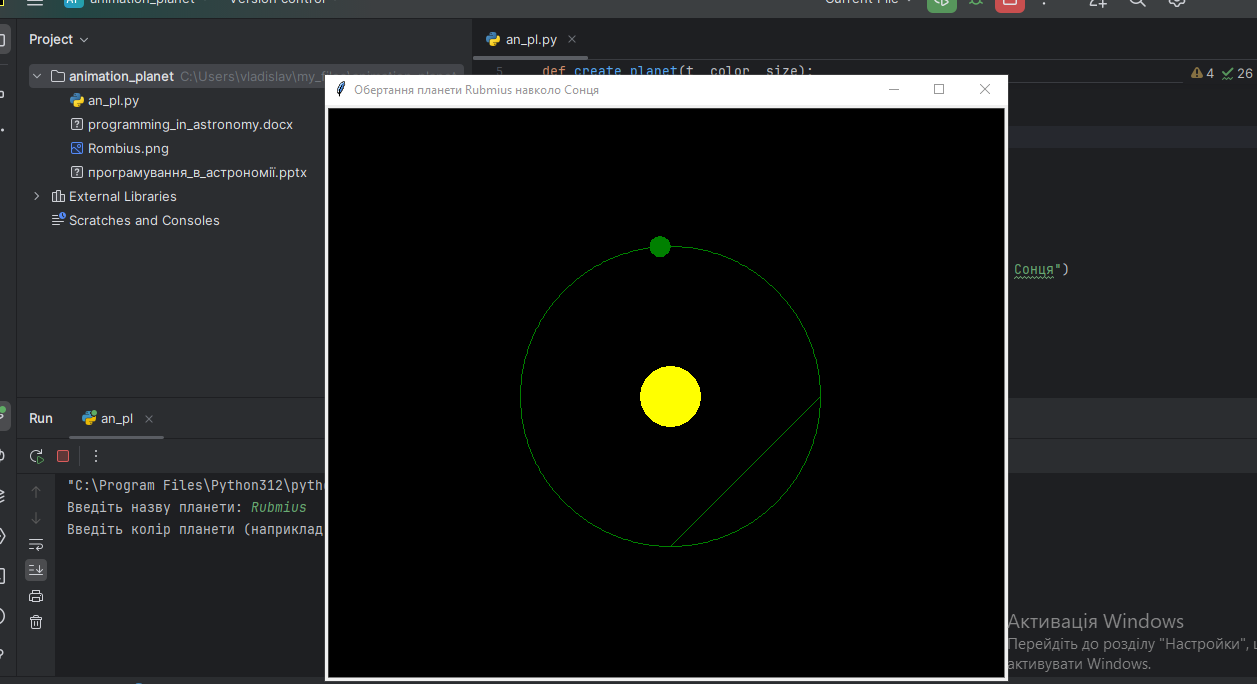 animation_planet
Version control
Current File
Project
an_pl.py
animation_planet C:\Users\vladislav\my_
5 def create_planet(t, color, size):
4 26
an_pl.py
programming_in_astronomy.docx
Rombius.png
програмування_в_астрономії.pptx
External Libraries
Scratches and Consoles
Обертання планети Rubmius навколо Сонця
Сонця")
Run an_pl
"C:\Program Files\Python312\pyth
Введіть назву планети: Rubmius
Введіть колір планети (наприклад
Активація Windows
Перейдіть до розділу "Настройки", щ
активувати Windows.